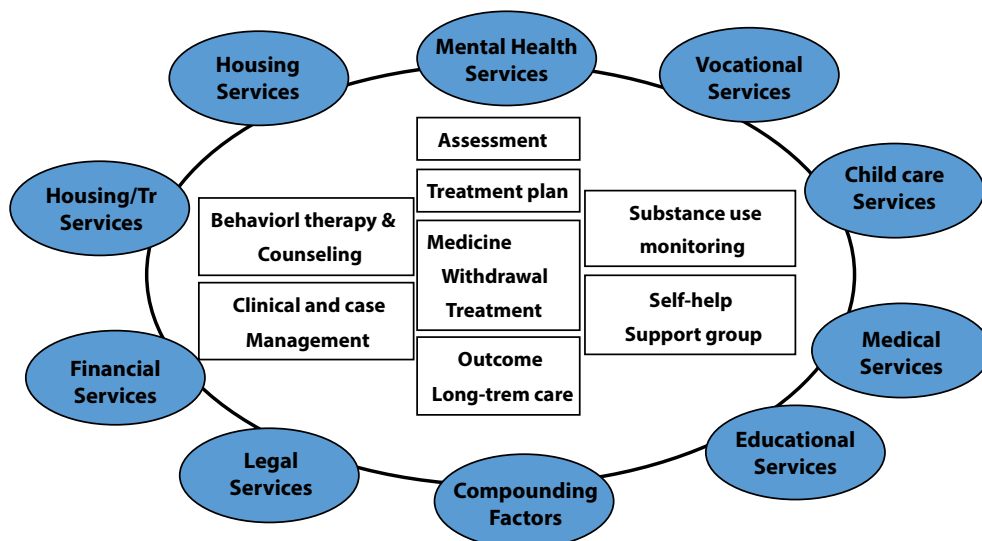 Mental Health
Services
Housing
Services
Vocational
Services
Assessment
Housing/Tr
Services
Treatment plan
Child care
Services
Behaviorl therapy &
Counseling
Medicine
Withdrawal
Treatment
Substance use
monitoring
Clinical and case
Management
Self-help
Support group
Outcome
Long-trem care
Financial
Services
Medical
Services
Legal
Services
Educational
Services
Compounding
Factors